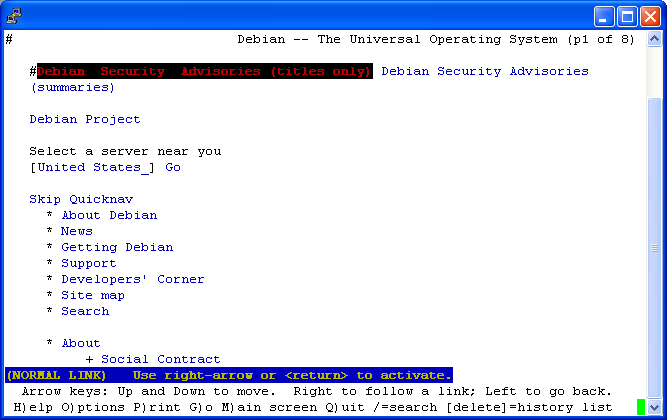 # Debian -- The Universal Operating System (p1 of 8)
#Debian Security Advisories (titles only) Debian Security Advisories
(summaries)
Debian Project
Select a server near you
[United States_] Go
Skip Quicknav
* About Debian
* News
* Getting Debian
* Support
* Developers' Corner
* Site map
* Search
* About
+ Social Contract
(NORMAL LINK) Use right-arrow or <return> to activate.
Arrow keys: Up and Down to move. Right to follow a link; Left to go back.
H)elp O)ptions P)rint G)o M)ain screen Q)uit /=search [delete]=history list